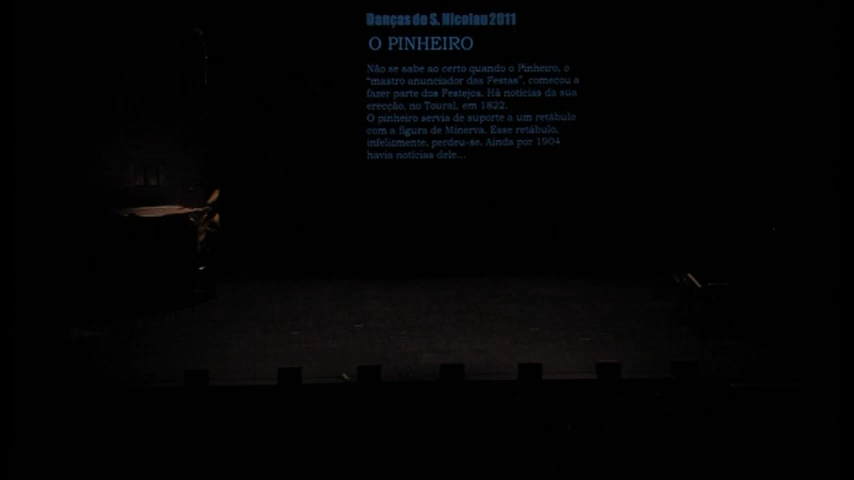 Danças de S. Nicolau 2011
O PINHEIRO
Não se sabe ao certo quando o Pinheiro, o
“mastro anunciador das Festas”, começou a
fazer parte dos Festejos. Há notícias da sua
erecção, no Toural, em 1822.
O pinheiro servia de suporte a um retábulo
com a figura de Minerva. Esse retábulo,
infelizmente, perdeu-se. Ainda por 1904
havia notícias dele...